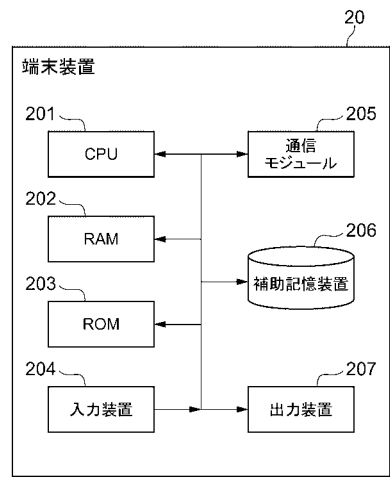 20
端末装置
201
CPU
205
通信
モジュール
202
RAM
206
補助記憶装置
203
ROM
204
入力装置
207
出力装置